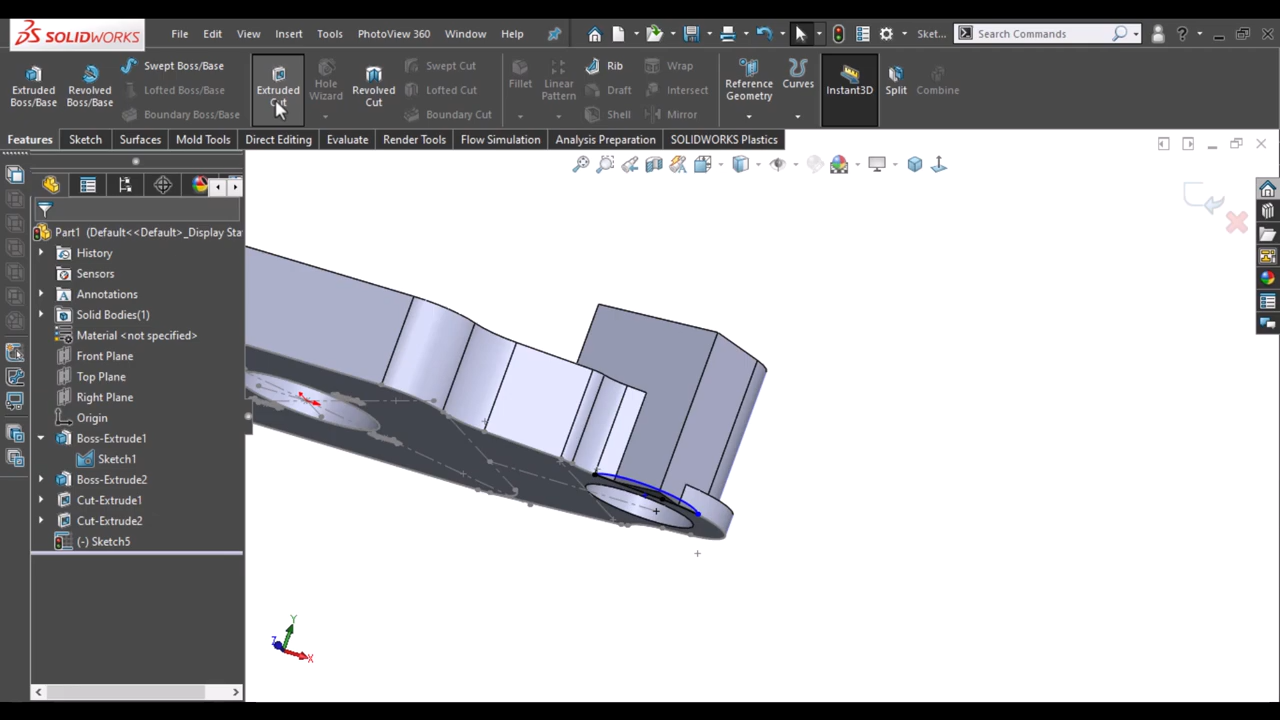 SOLIDWORKS
File Edit View Insert Tools PhotoView 360 Window Help Sket... Search Commands
Extruded Boss/Base
Revolved Boss/Base
Swept Boss/Base
Lofted Boss/Base
Boundary Boss/Base
Extruded Cut
Hole Wizard
Revolved Cut
Swept Cut
Lofted Cut
Boundary Cut
Fillet
Linear Pattern
Rib
Draft
Shell
Wrap
Intersect
Mirror
Reference Geometry
Curves
Instant3D
Split
Combine
Features Sketch Surfaces Mold Tools Direct Editing Evaluate Render Tools Flow Simulation Analysis Preparation SOLIDWORKS Plastics
Part1 (Default<<Default>_Display Sta
History
Sensors
Annotations
Solid Bodies(1)
Material <not specified>
Front Plane
Top Plane
Right Plane
Origin
Boss-Extrude1
Sketch1
Boss-Extrude2
Cut-Extrude1
Cut-Extrude2
(-) Sketch5
Y
Z
X